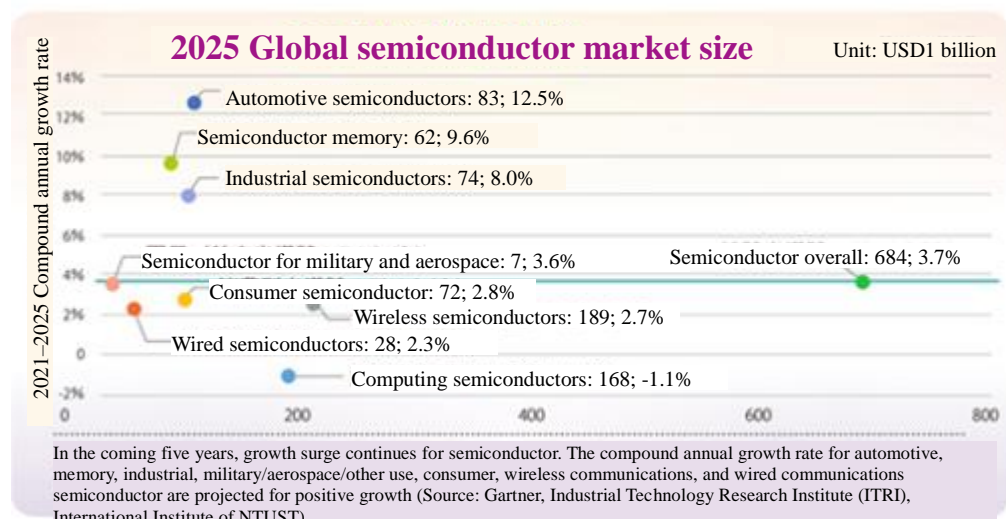 2025 Global semiconductor market size
Unit: USD1 billion
2021–2025 Compound annual growth rate
14%
12%
10%
8%
6%
4%
2%
0
-2%
Automotive semiconductors: 83; 12.5%
Semiconductor memory: 62; 9.6%
Industrial semiconductors: 74; 8.0%
Semiconductor for military and aerospace: 7; 3.6%
Semiconductor overall: 684; 3.7%
Consumer semiconductor: 72; 2.8%
Wireless semiconductors: 189; 2.7%
Wired semiconductors: 28; 2.3%
Computing semiconductors: 168; -1.1%
0 200 400 600 800
In the coming five years, growth surge continues for semiconductor. The compound annual growth rate for automotive,
memory, industrial, military/aerospace/other use, consumer, wireless communications, and wired communications
semiconductor are projected for positive growth (Source: Gartner, Industrial Technology Research Institute (ITRI),
International Institute of NTUST)